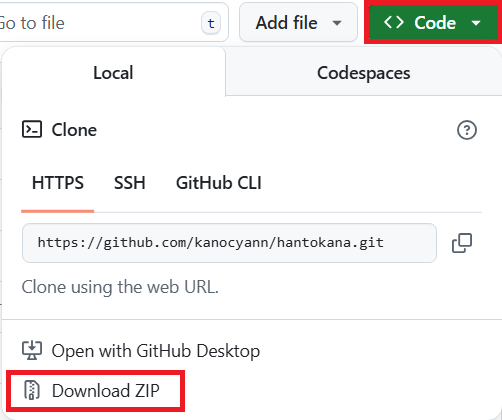 Go to file t Add file <> Code
Local Codespaces
Clone
HTTPS SSH GitHub CLI
https://github.com/kanocyann/hantokana.git
Clone using the web URL.
Open with GitHub Desktop
Download ZIP